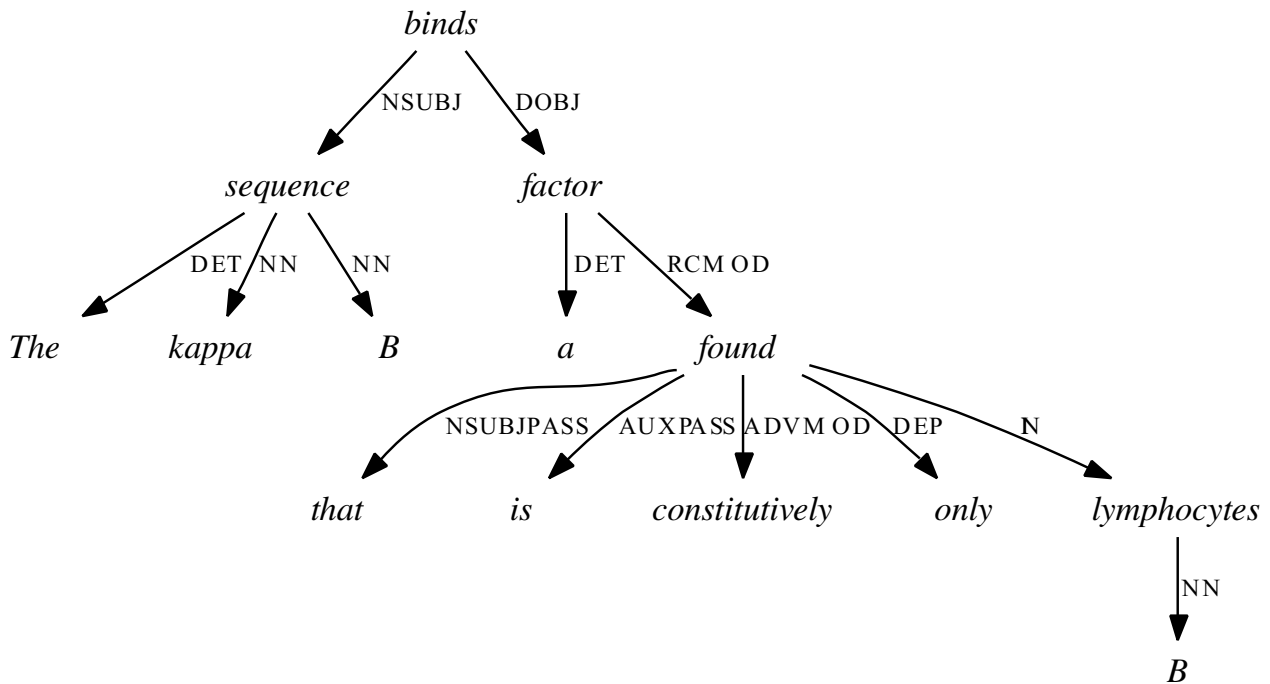 binds
NSUBJ DOBJ
sequence factor
DET NN NN DET RCMOD
The kappa B a found
NSUBJPASS AUXPASS ADVMOD DEP IN
that is constitutively only lymphocytes
NN
B